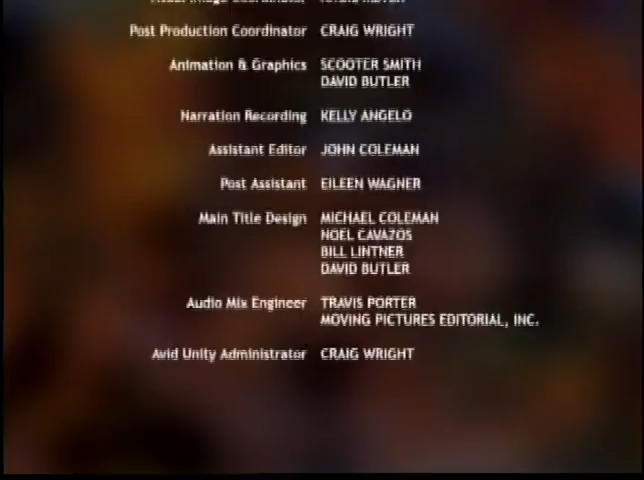 Post Production Coordinator CRAIG WRIGHT
Animation & Graphics SCOOTER SMITH
DAVID BUTLER
Narration Recording KELLY ANGELO
Assistant Editor JOHN COLEMAN
Post Assistant EILEEN WAGNER
Main Title Design MICHAEL COLEMAN
NOEL CAVAZOS
BILL LINTNER
DAVID BUTLER
Audio Mix Engineer TRAVIS PORTER
MOVING PICTURES EDITORIAL, INC.
Avid Unity Administrator CRAIG WRIGHT